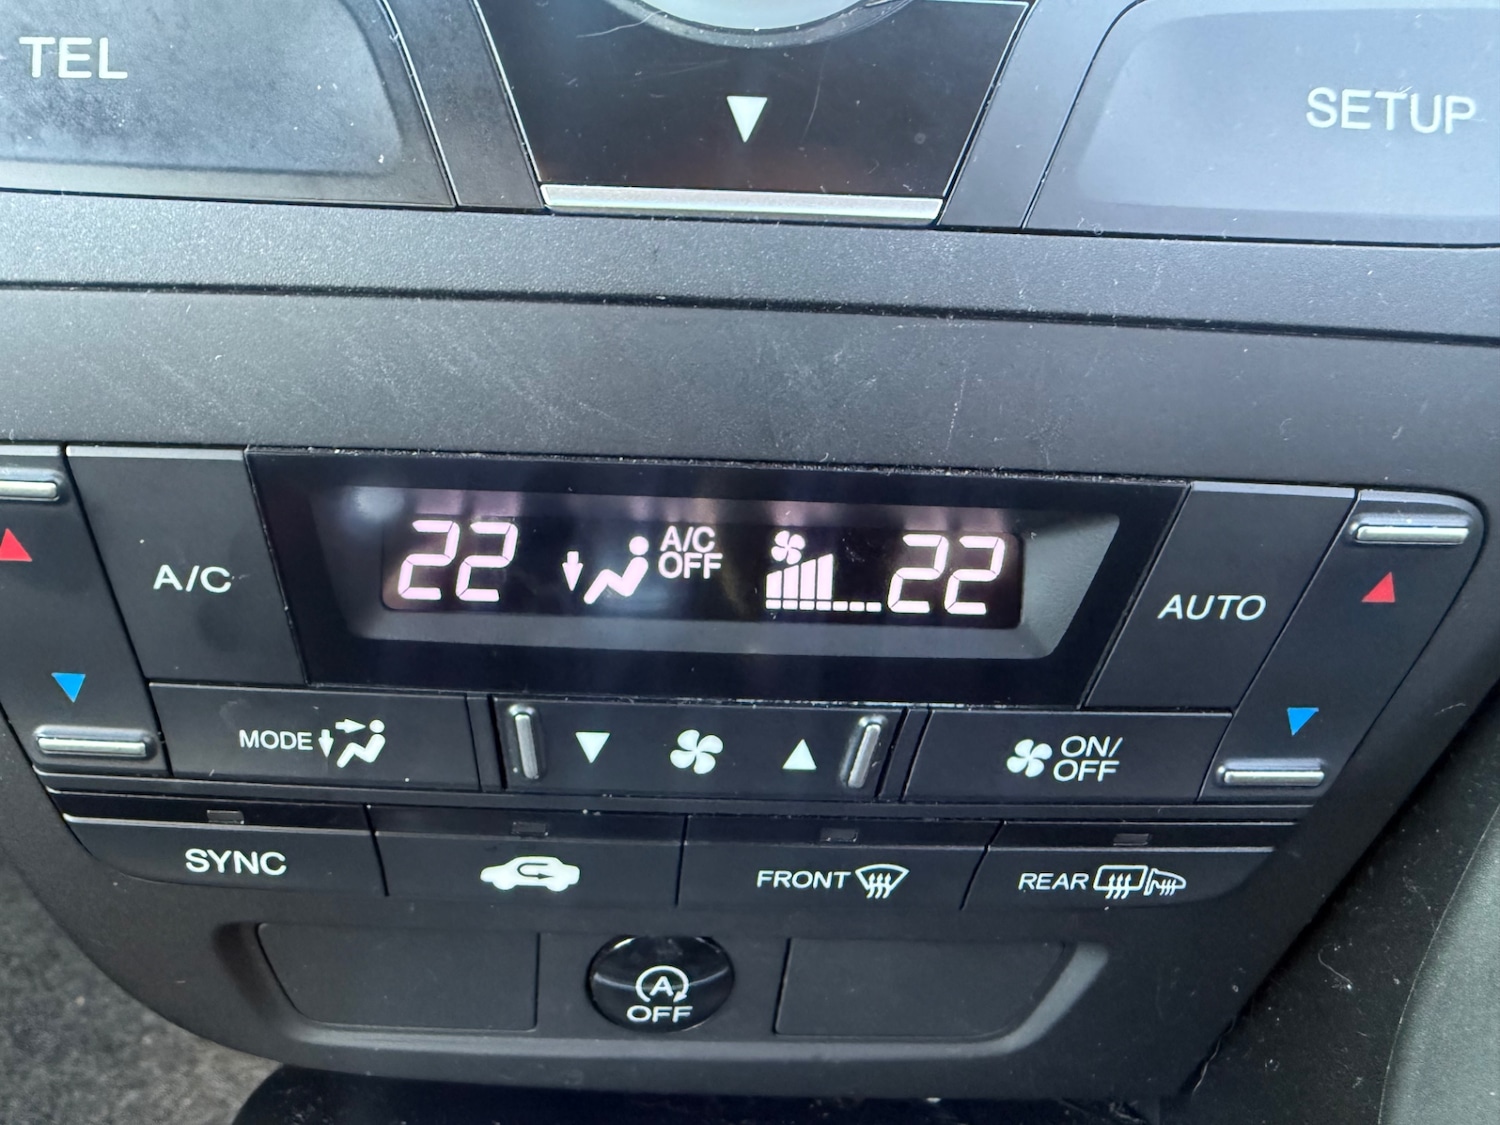 TEL
SETUP
22 A/C OFF 22
A/C
AUTO
MODE
ON/
OFF
SYNC
FRONT
REAR
A
OFF